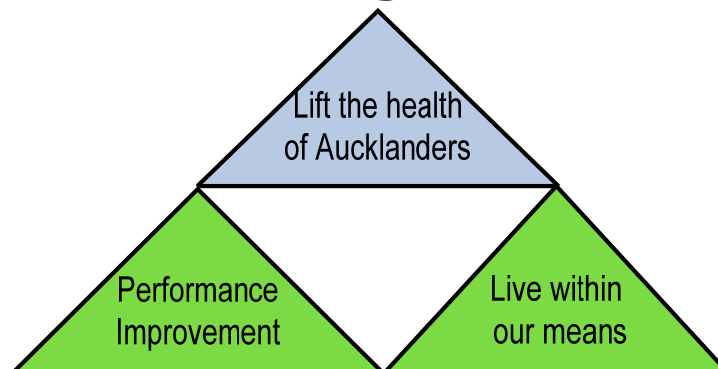 Lift the health
of Aucklanders
Performance
Improvement
Live within
our means